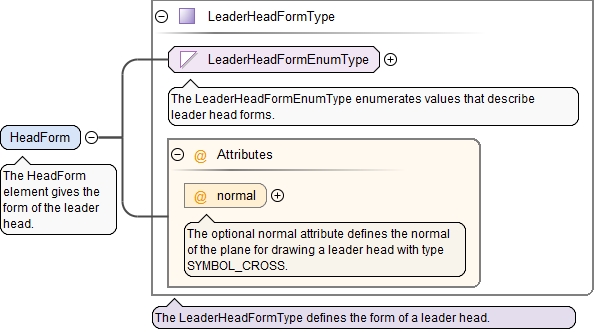 LeaderHeadFormType
LeaderHeadFormEnumType
The LeaderHeadFormEnumType enumerates values that describe
leader head forms.
HeadForm
The HeadForm
element gives the
form of the leader
head.
@ Attributes
@ normal
The optional normal attribute defines the normal
of the plane for drawing a leader head with type
SYMBOL_CROSS.
The LeaderHeadFormType defines the form of a leader head.